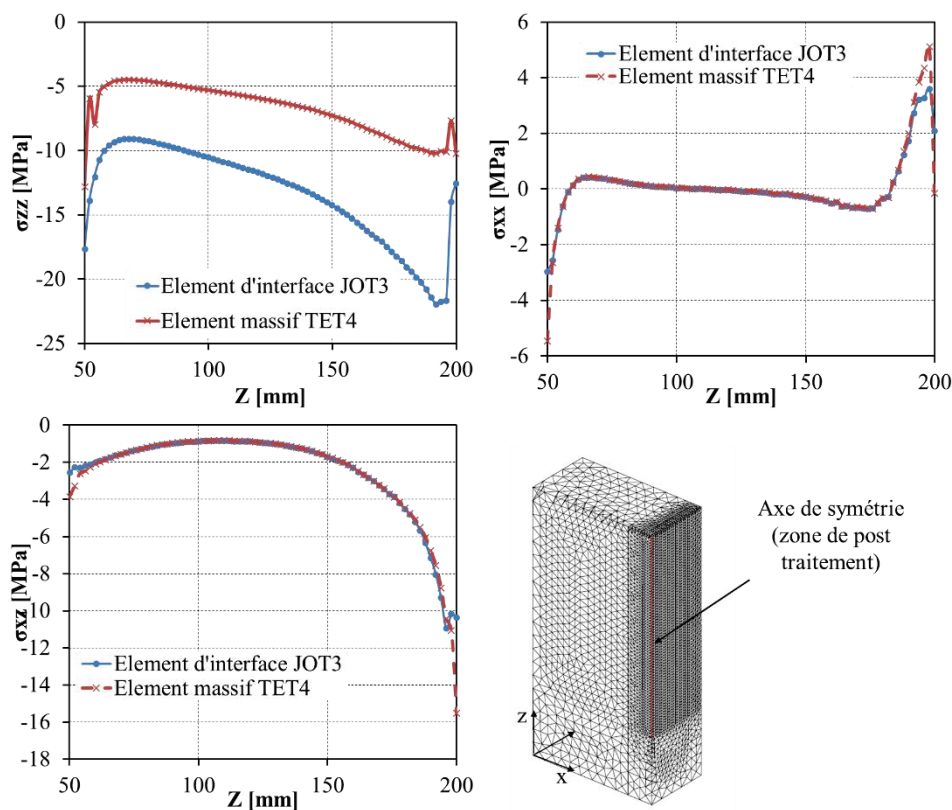 0
-5
-10
-15
-20
-25
σzz [MPa]
Element d'interface JOT3
Element massif TET4
50
100
150
200
Z [mm]
6
4
2
0
-2
-4
-6
σxx [MPa]
Element d'interface JOT3
Element massif TET4
50
100
150
200
Z [mm]
0
-2
-4
-6
-8
-10
-12
-14
-16
-18
σxz [MPa]
Element d'interface JOT3
Element massif TET4
50
100
150
200
Z [mm]
Axe de symétrie
(zone de post
traitement)
z
x